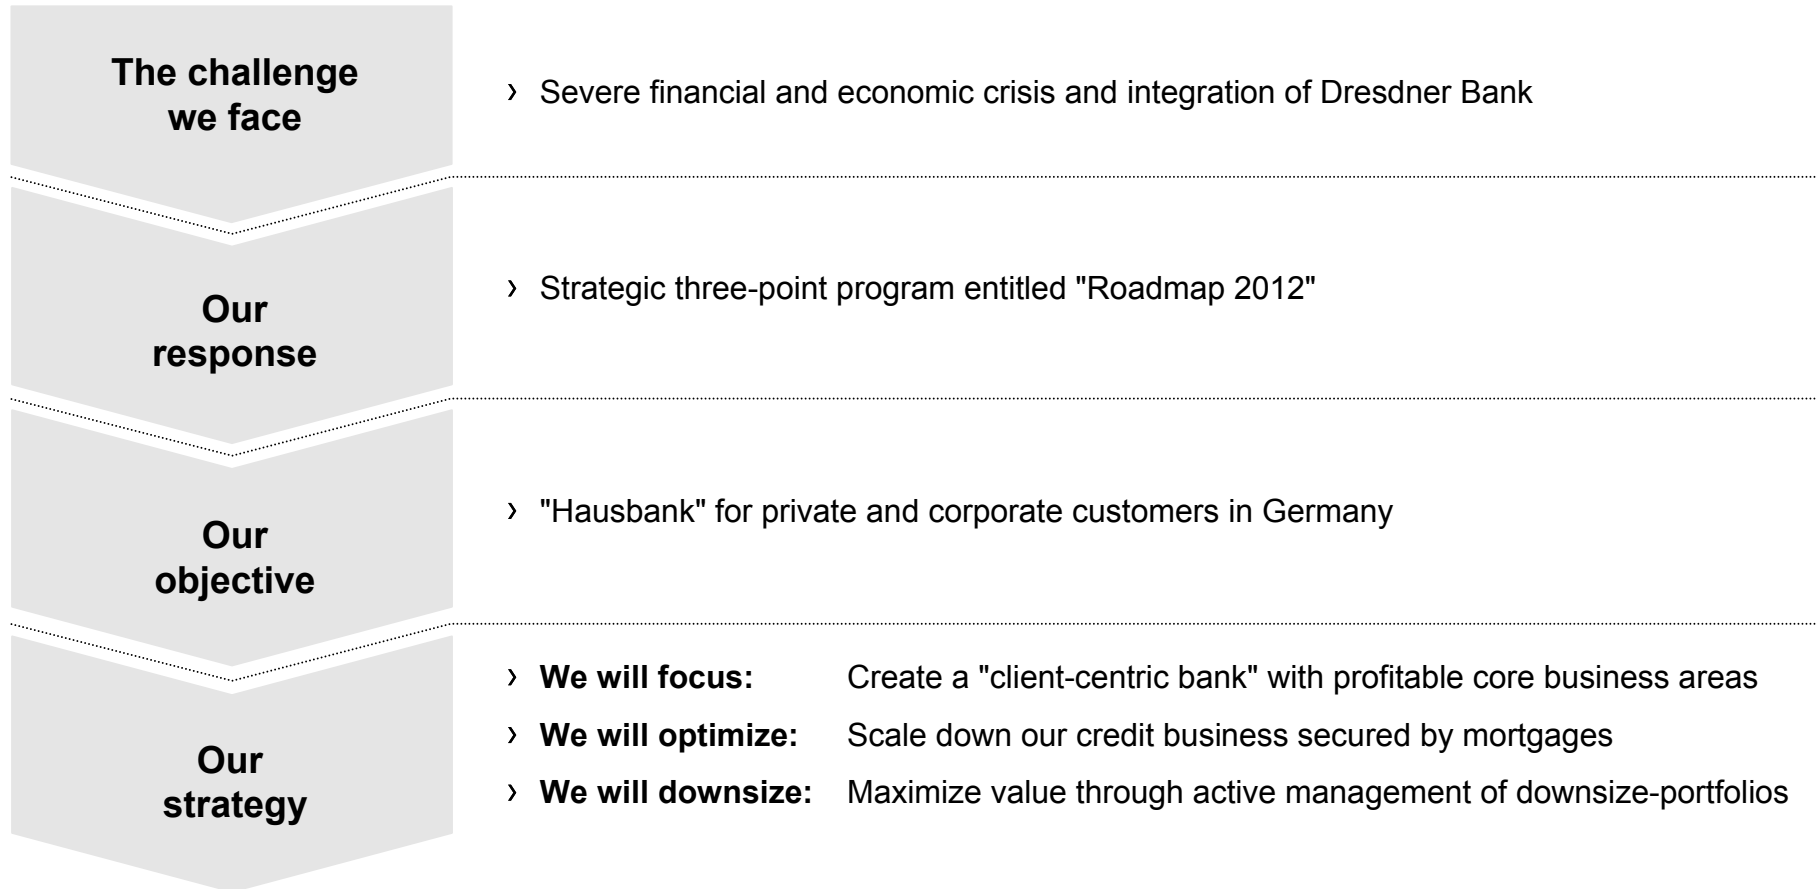 The challenge
we face
› Severe financial and economic crisis and integration of Dresdner Bank
Our
response
› Strategic three-point program entitled "Roadmap 2012"
Our
objective
› "Hausbank" for private and corporate customers in Germany
Our
strategy
› We will focus: Create a "client-centric bank" with profitable core business areas
› We will optimize: Scale down our credit business secured by mortgages
› We will downsize: Maximize value through active management of downsize-portfolios